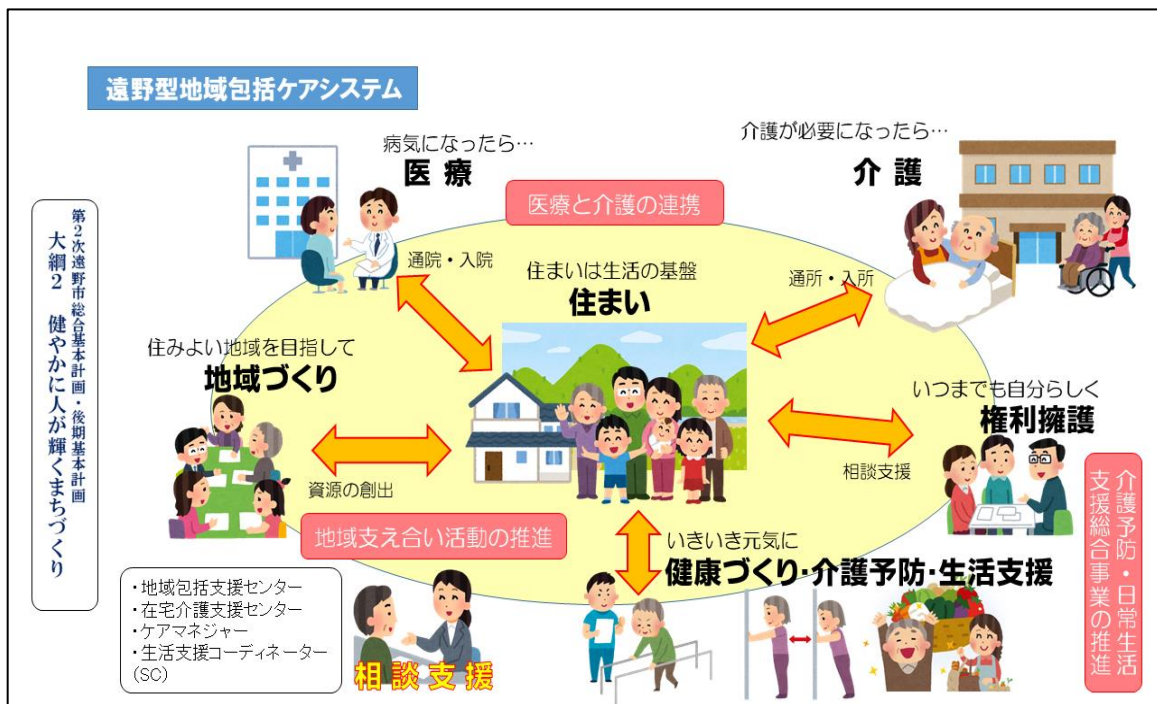 遠野型地域包括ケアシステム
病気になったら…
医療
介護が必要になったら…
介護
医療と介護の連携
通院・入院
住まいは生活の基盤
住まい
通所・入所
第2次遠野市総合基本計画・後期基本計画
大綱2　健やかに人が輝くまちづくり
住みよい地域を目指して
地域づくり
いつまでも自分らしく
権利擁護
資源の創出
相談支援
地域支え合い活動の推進
いきいき元気に
健康づくり・介護予防・生活支援
介護予防・日常生活
支援総合事業の推進
・地域包括支援センター
・在宅介護支援センター
・ケアマネジャー
・生活支援コーディネーター
(SC)
相談支援